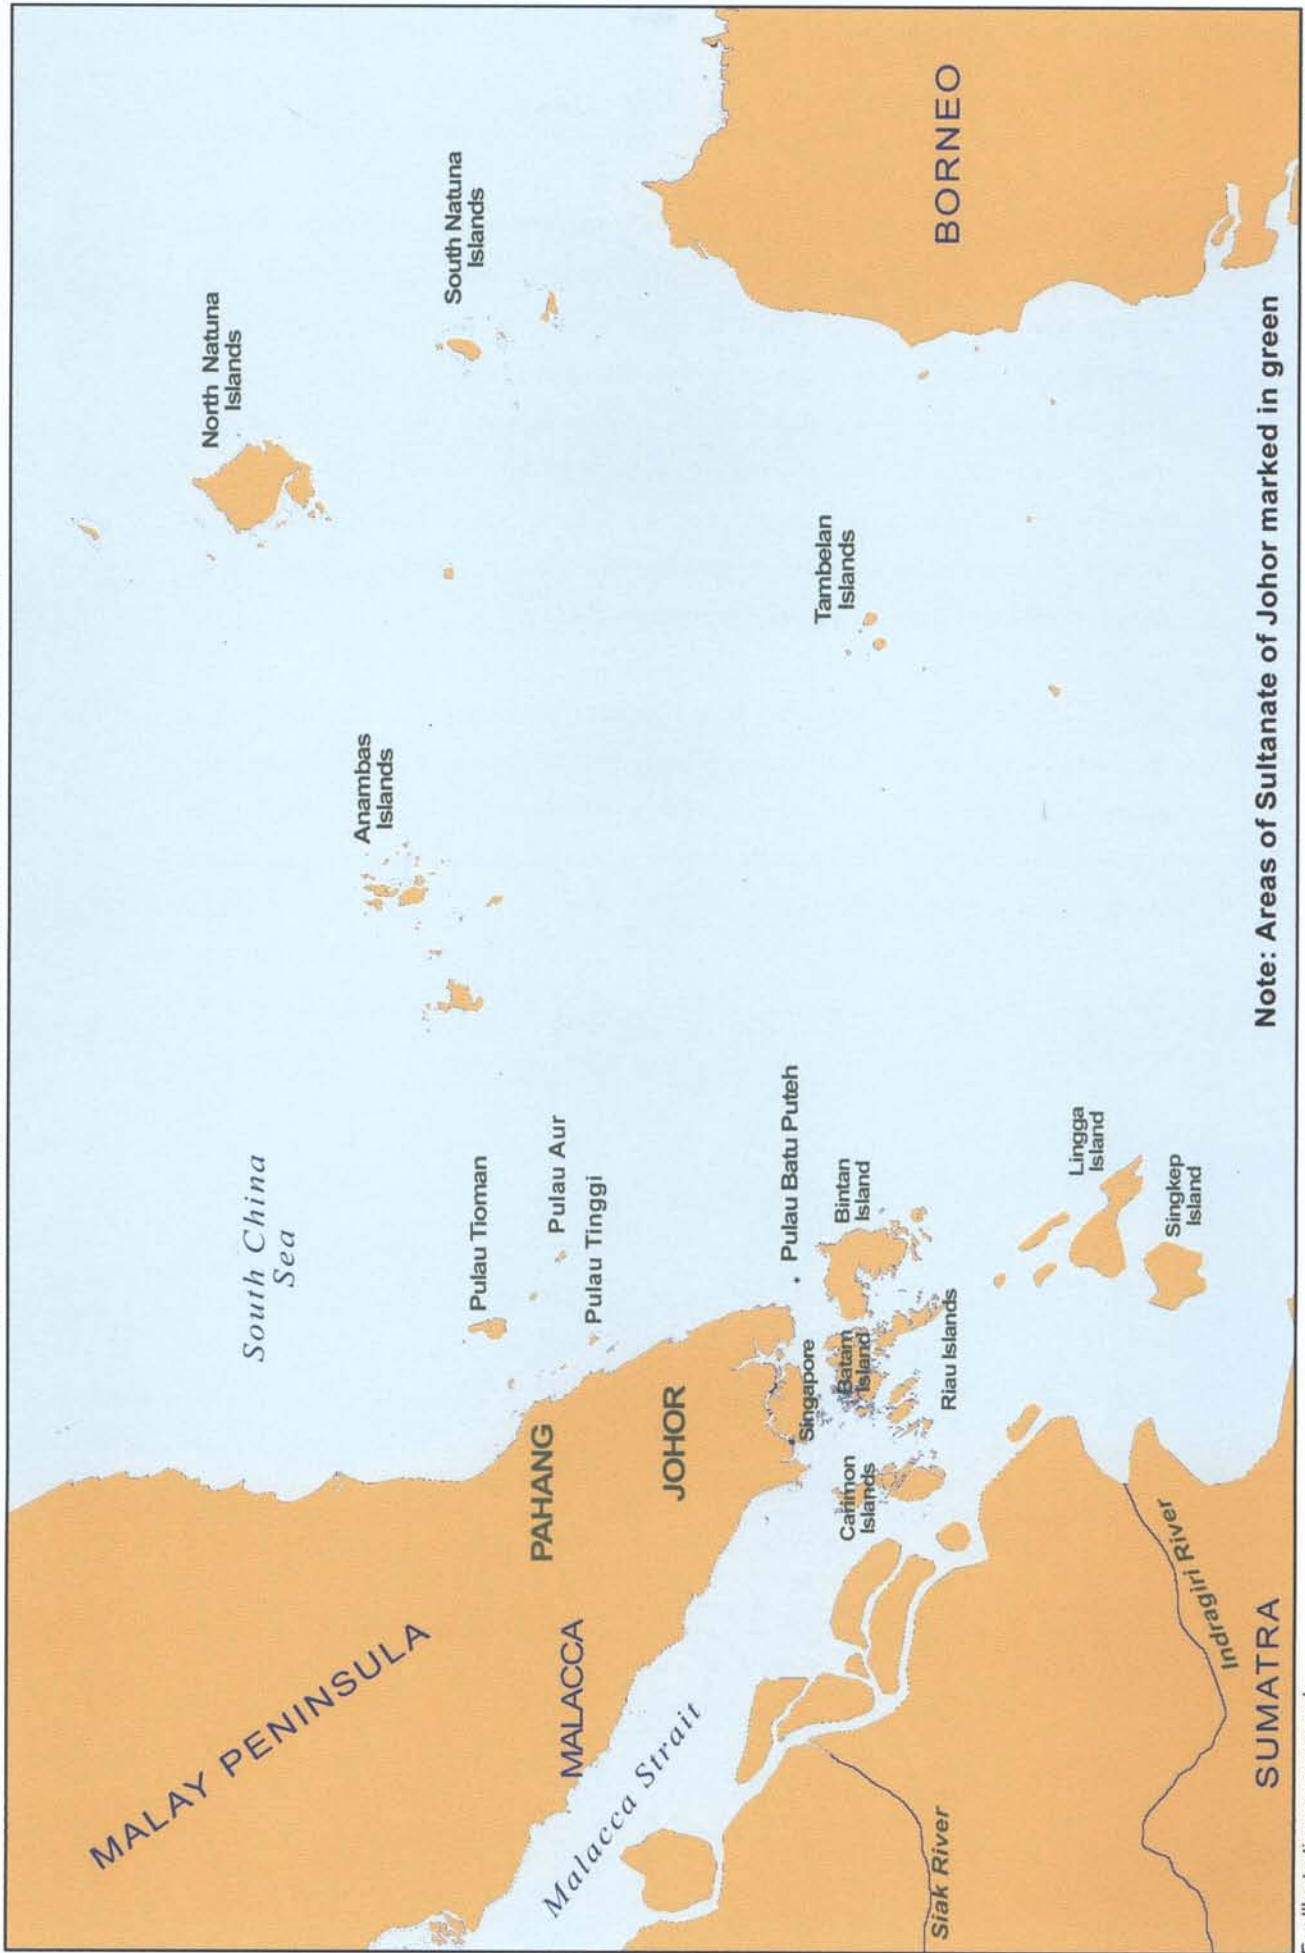 MALAY PENINSULA
South China
Sea
North Natuna
Islands
South Natuna
Islands
Anambas
Islands
Pulau Tioman
Pulau Aur
Pulau Tinggi
PAHANG
MALACCA
JOHOR
Malacca Strait
Singapore
Pulau Batu Puteh
Bintan
Island
Batam
Island
Carimon
Islands
Riau Islands
Tambelan
Islands
BORNEO
Lingga
Island
Singkep
Island
Siak River
Indragiri River
SUMATRA
Note: Areas of Sultanate of Johor marked in green